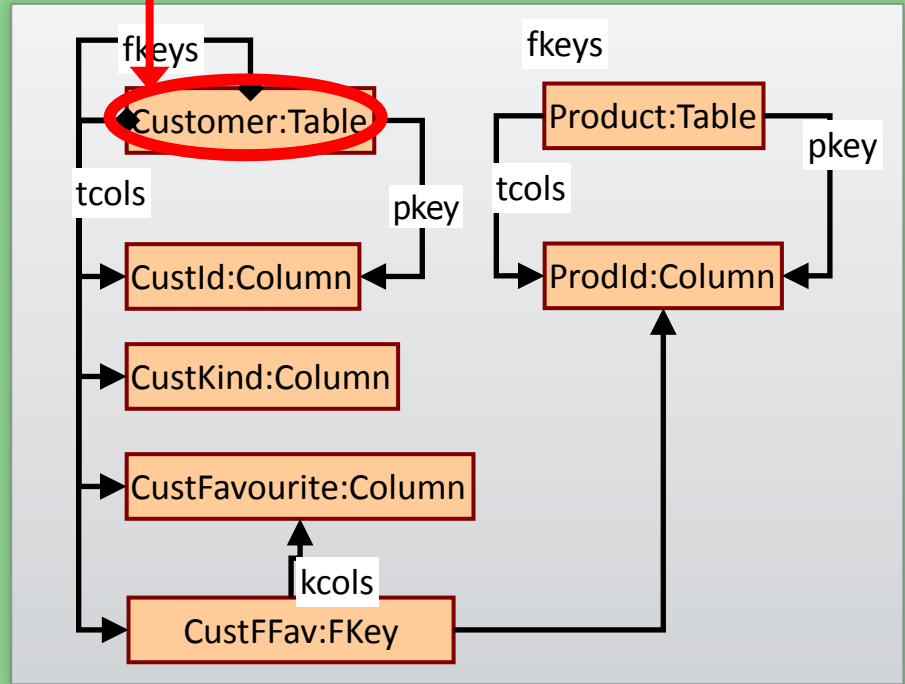 fkeys
fkeys
Customer:Table
Product:Table
pkey
tcols
pkey
tcols
CustId:Column
ProdId:Column
CustKind:Column
CustFavourite:Column
kcols
CustFFav:FKey